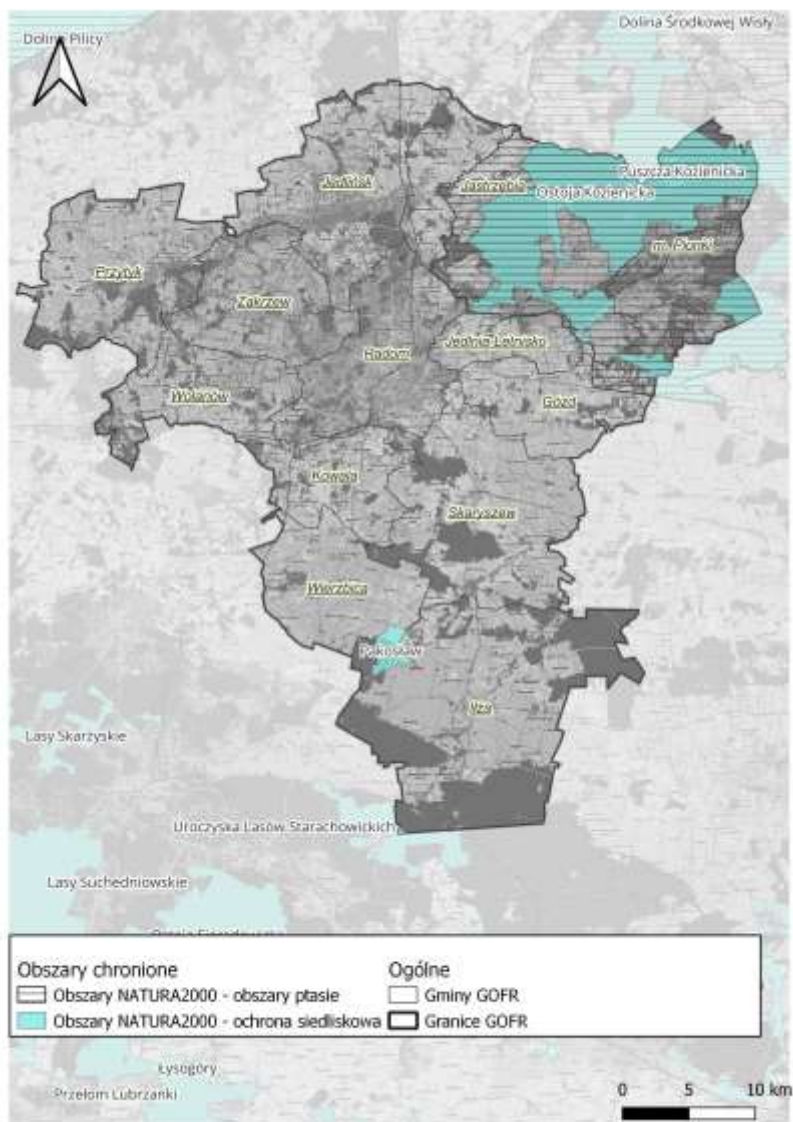 Dolina Środkowej Wisły
Dolina Pilicy
Jedlińsk
Jastrzębia
Puszcza Kozienicka
Ostoja Kozienicka
m. Pionki
Przytyk
Zakrzew
Radom
Jedlnia-Letnisko
Wolanów
Gózd
Kowala
Skaryszew
Wierzbica
Pakosław
Iłża
Lasy Skarżyskie
Uroczyska Lasów Starachowickich
Lasy Suchedniowskie
Obszary chronione
Ogólne
Obszary NATURA2000 - obszary ptasie
Gminy GOFR
Obszary NATURA2000 - ochrona siedliskowa
Granice GOFR
Łysogóry
Przełom Lubrzanki
0 5 10 km